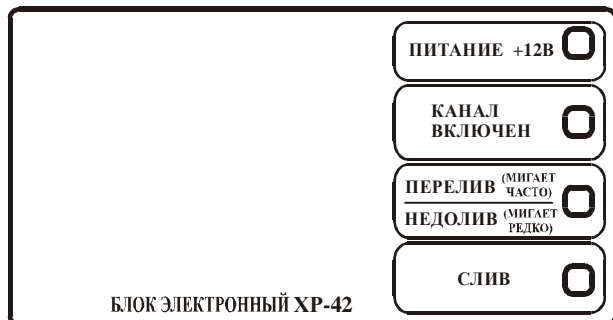 ПИТАНИЕ +12В
КАНАЛ
ВКЛЮЧЕН
ПЕРЕЛИВ (МИГАЕТ ЧАСТО)
НЕДОЛИВ (МИГАЕТ РЕДКО)
СЛИВ
БЛОК ЭЛЕКТРОННЫЙ ХР-42